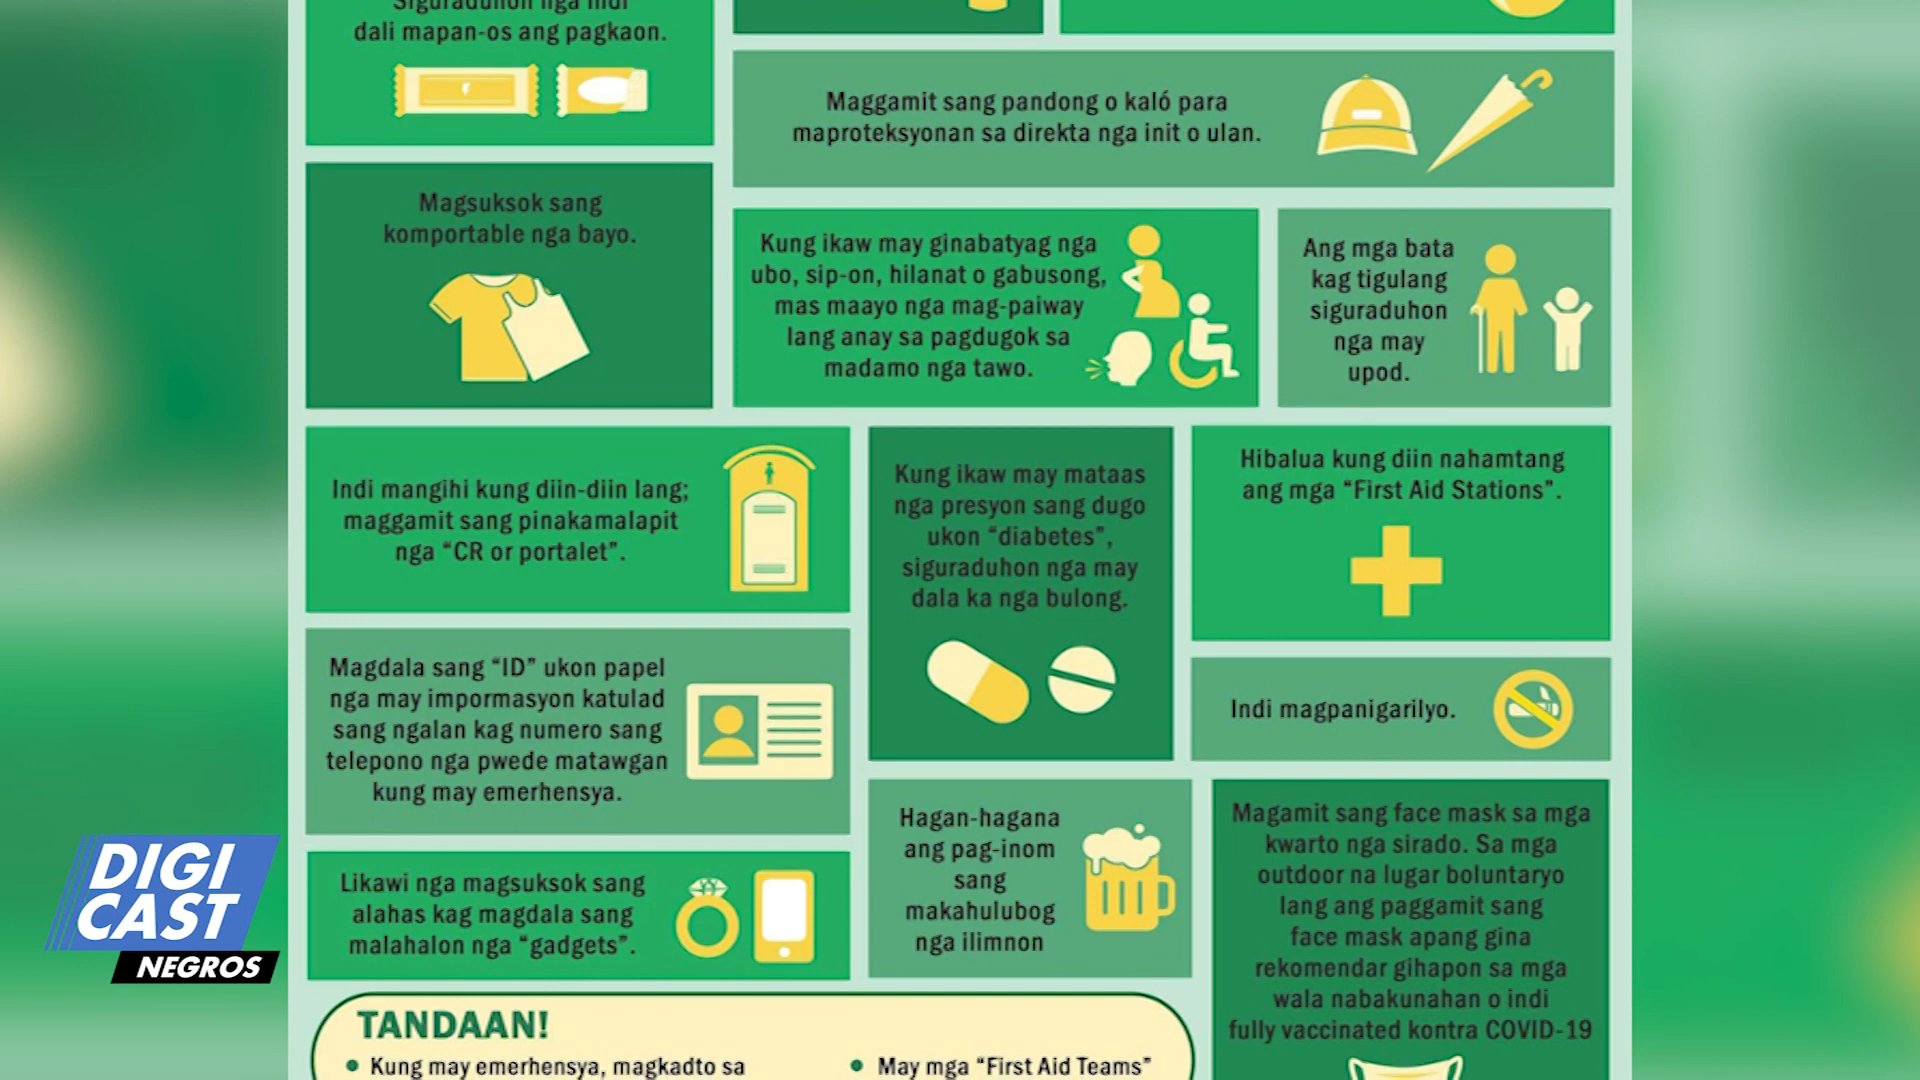 Siguraduhon nga indi
dali mapan-os ang pagkaon.
Maggamit sang pandong o kaló para
maproteksyonan sa direkta nga init o ulan.
Magsuksok sang
komportable nga bayo.
Kung ikaw may ginabatyag nga
ubo, sip-on, hilanat o gabusong,
mas maayo nga mag-paiway
lang anay sa pagdugok sa
madamo nga tawo.
Ang mga bata
kag tigulang
siguraduhon
nga may
upod.
Indi mangihi kung diin-diin lang;
maggamit sang pinakamalapit
nga “CR or portalet”.
Kung ikaw may mataas
nga presyon sang dugo
ukon “diabetes”,
siguraduhon nga may
dala ka nga bulong.
Hibalua kung diin nahamtang
ang mga “First Aid Stations”.
Magdala sang “ID” ukon papel
nga may impormasyon katulad
sang ngalan kag numero sang
telepono nga pwede matawgan
kung may emerhensya.
Indi magpanigarilyo.
Hagan-hagana
ang pag-inom
sang
makahulubog
nga ilimnon
Magamit sang face mask sa mga
kwarto nga sirado. Sa mga
outdoor na lugar boluntaryo
lang ang paggamit sang
face mask apang gina
rekomendar gihapon sa mga
wala nabakunahan o indi
fully vaccinated kontra COVID-19
Likawi nga magsuksok sang
alahas kag magdala sang
malahalon nga “gadgets”.
TANDAAN!
• Kung may emerhensya, magkadto sa
• May mga “First Aid Teams”
DIGI
CAST
NEGROS